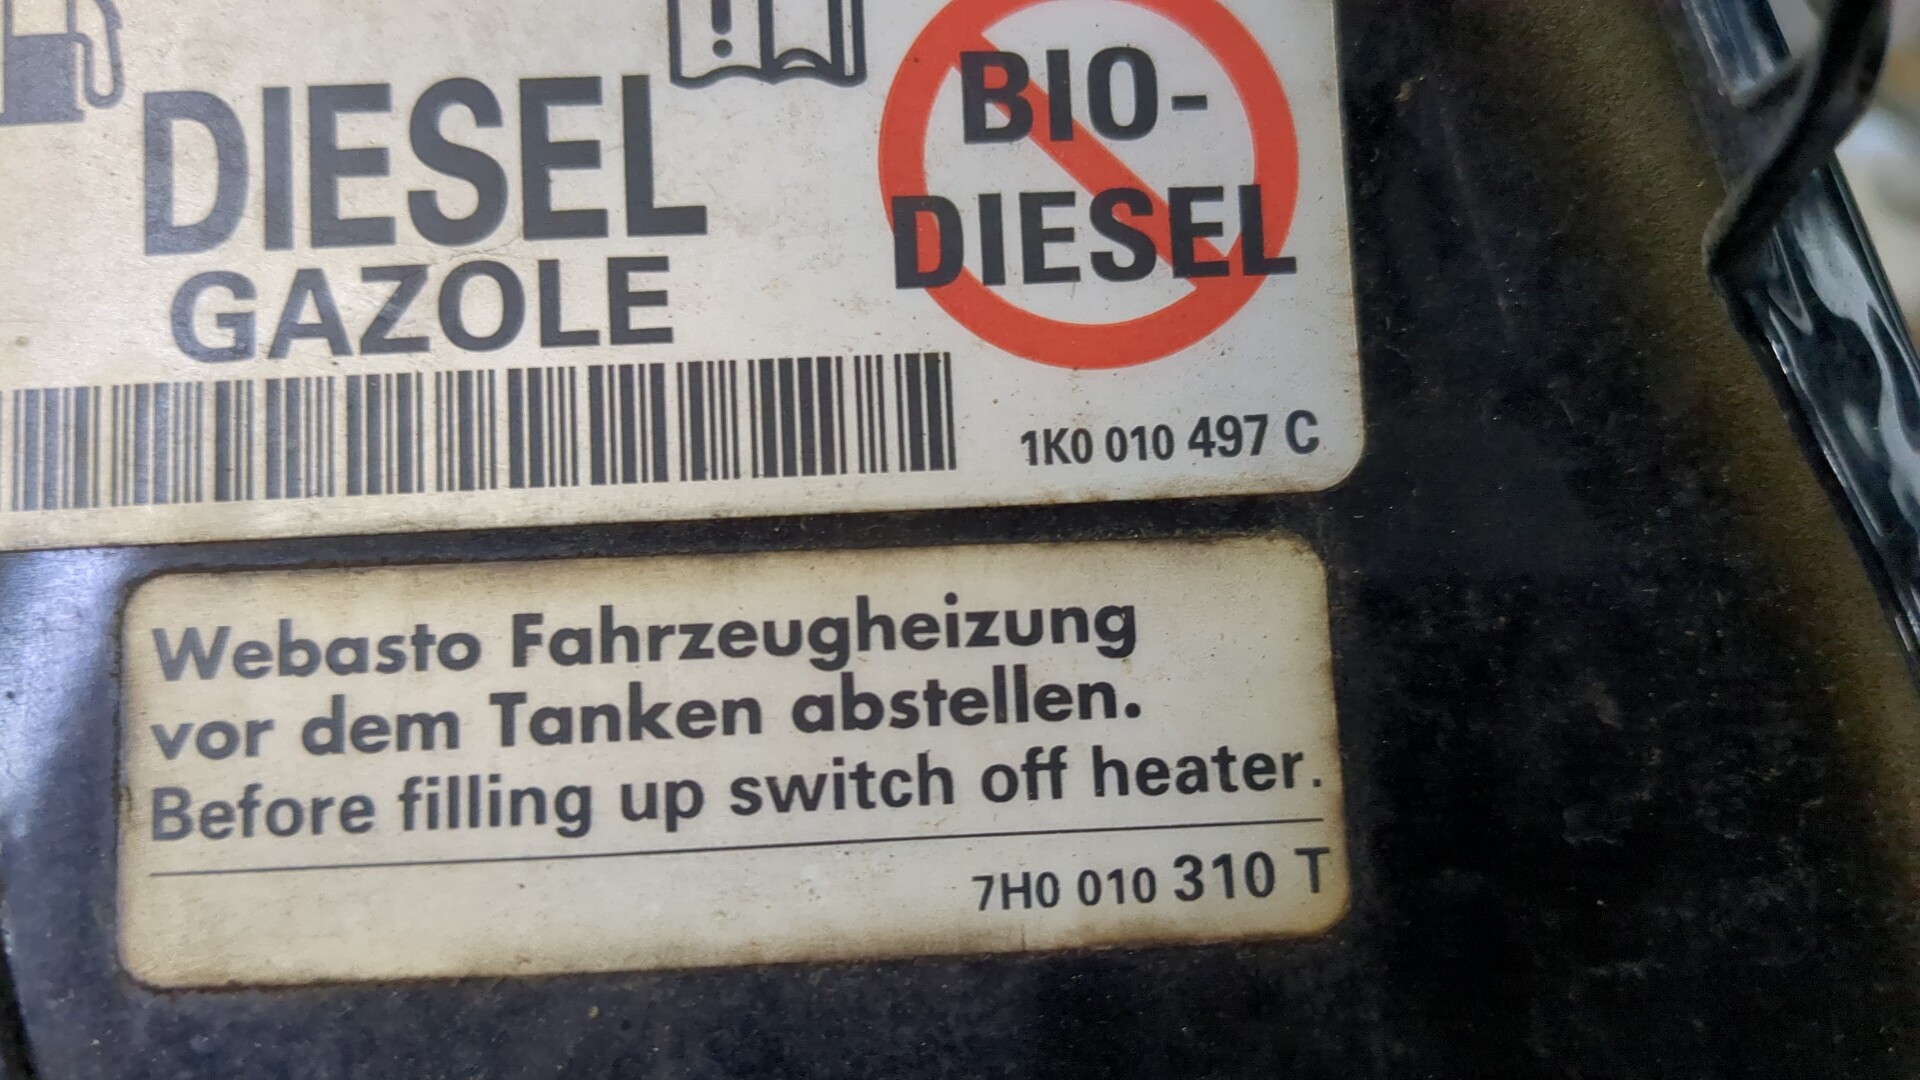 DIESEL
GAZOLE
BIO-
DIESEL
1K0 010 497 C
Webasto Fahrzeugheizung
vor dem Tanken abstellen.
Before filling up switch off heater.
7H0 010 310 T